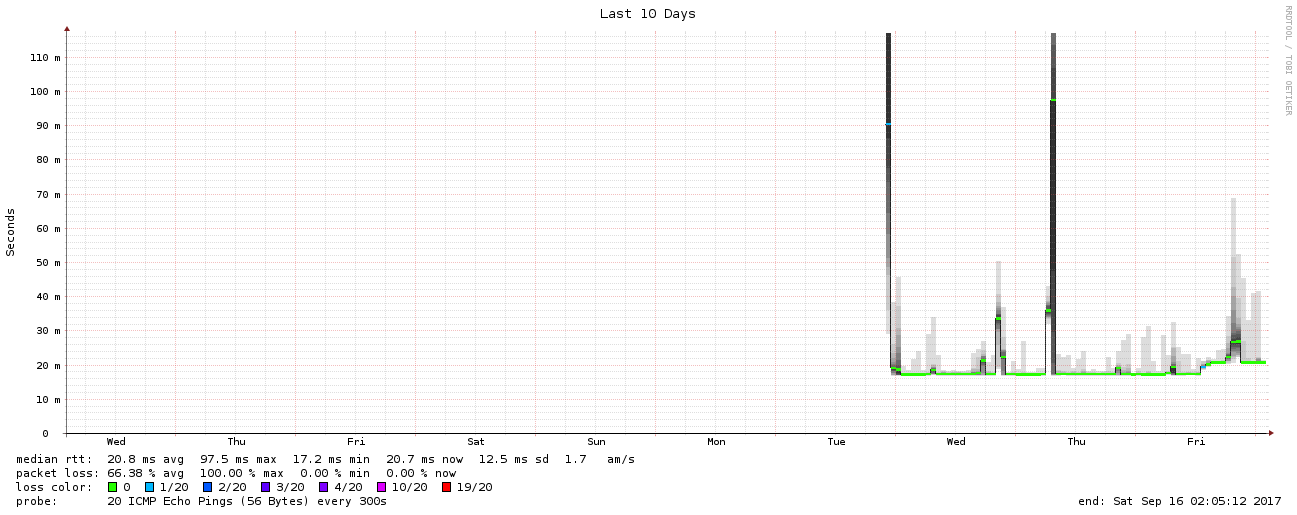 Last 10 Days
RRDTOOL / TOBI OETIKER
Seconds
110 m
100 m
90 m
80 m
70 m
60 m
50 m
40 m
30 m
20 m
10 m
0
Wed Thu Fri Sat Sun Mon Tue Wed Thu Fri
median rtt: 20.8 ms avg 97.5 ms max 17.2 ms min 20.7 ms now 12.5 ms sd 1.7 am/s
packet loss: 66.38 % avg 100.00 % max 0.00 % min 0.00 % now
loss color: 0 1/20 2/20 3/20 4/20 10/20 19/20
probe: 20 ICMP Echo Pings (56 Bytes) every 300s end: Sat Sep 16 02:05:12 2017